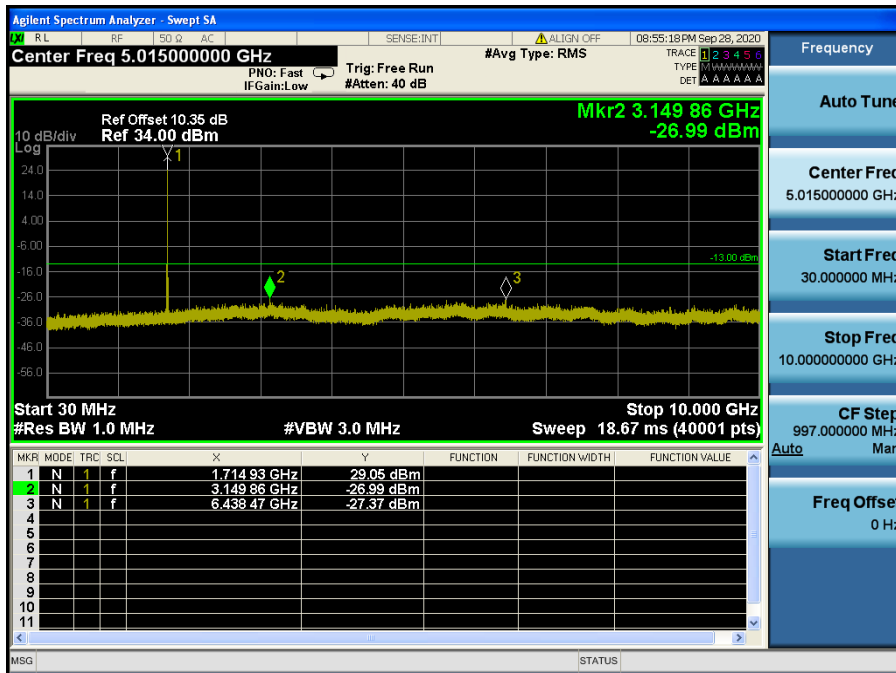 Agilent Spectrum Analyzer - Swept SA
LXI RL RF 50 Ω AC SENSE:INT ALIGN OFF 08:55:18PM Sep 28, 2020
Center Freq 5.015000000 GHz
PNO: Fast
IFGain:Low
Trig: Free Run
#Atten: 40 dB
#Avg Type: RMS
TRACE 1 2 3 4 5 6
TYPE MWWWWW
DET A A A A A A
Frequency
Auto Tune
Center Freq
5.015000000 GHz
Start Freq
30.000000 MHz
Stop Freq
10.000000000 GHz
CF Step
997.000000 MHz
Auto Man
Freq Offset
0 Hz
Ref Offset 10.35 dB
10 dB/div Ref 34.00 dBm
Log
Mkr2 3.149 86 GHz
-26.99 dBm
24.0
14.0
4.00
-6.00
-16.0
-26.0
-36.0
-46.0
-56.0
1
2
3
-13.00 dBm
Start 30 MHz Stop 10.000 GHz
#Res BW 1.0 MHz #VBW 3.0 MHz Sweep 18.67 ms (40001 pts)
MKR MODE TRC SCL X Y FUNCTION FUNCTION WIDTH FUNCTION VALUE
1 N 1 f 1.714 93 GHz 29.05 dBm
2 N 1 f 3.149 86 GHz -26.99 dBm
3 N 1 f 6.438 47 GHz -27.37 dBm
4
5
6
7
8
9
10
11
MSG STATUS